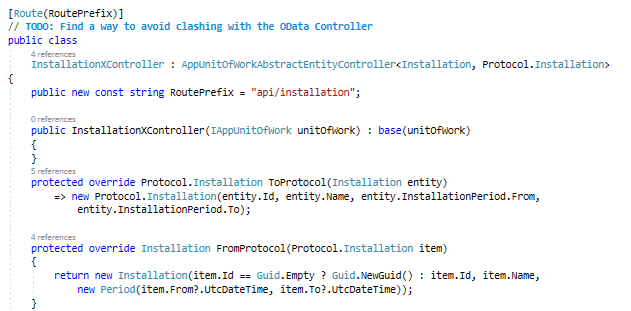 [Route(RoutePrefix)]
// TODO: Find a way to avoid clashing with the OData Controller
public class
4 references
InstallationXController : AppUnitOfWorkAbstractEntityController<Installation, Protocol.Installation>
{
public new const string RoutePrefix = "api/installation";
0 references
public InstallationXController(IAppUnitOfWork unitOfWork) : base(unitOfWork)
{
}
5 references
protected override Protocol.Installation ToProtocol(Installation entity)
=> new Protocol.Installation(entity.Id, entity.Name, entity.InstallationPeriod.From,
entity.InstallationPeriod.To);
4 references
protected override Installation FromProtocol(Protocol.Installation item)
{
return new Installation(item.Id == Guid.Empty ? Guid.NewGuid() : item.Id, item.Name,
new Period(item.From?.UtcDateTime, item.To?.UtcDateTime));
}